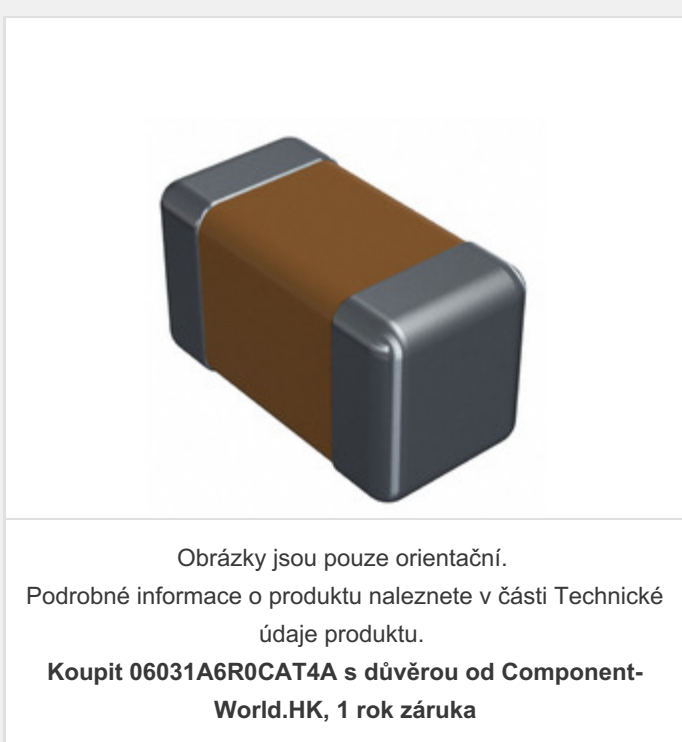 Obrázky jsou pouze orientační.
Podrobné informace o produktu naleznete v části Technické
údaje produktu.
Koupit 06031A6R0CAT4A s důvěrou od Component-
World.HK, 1 rok záruka